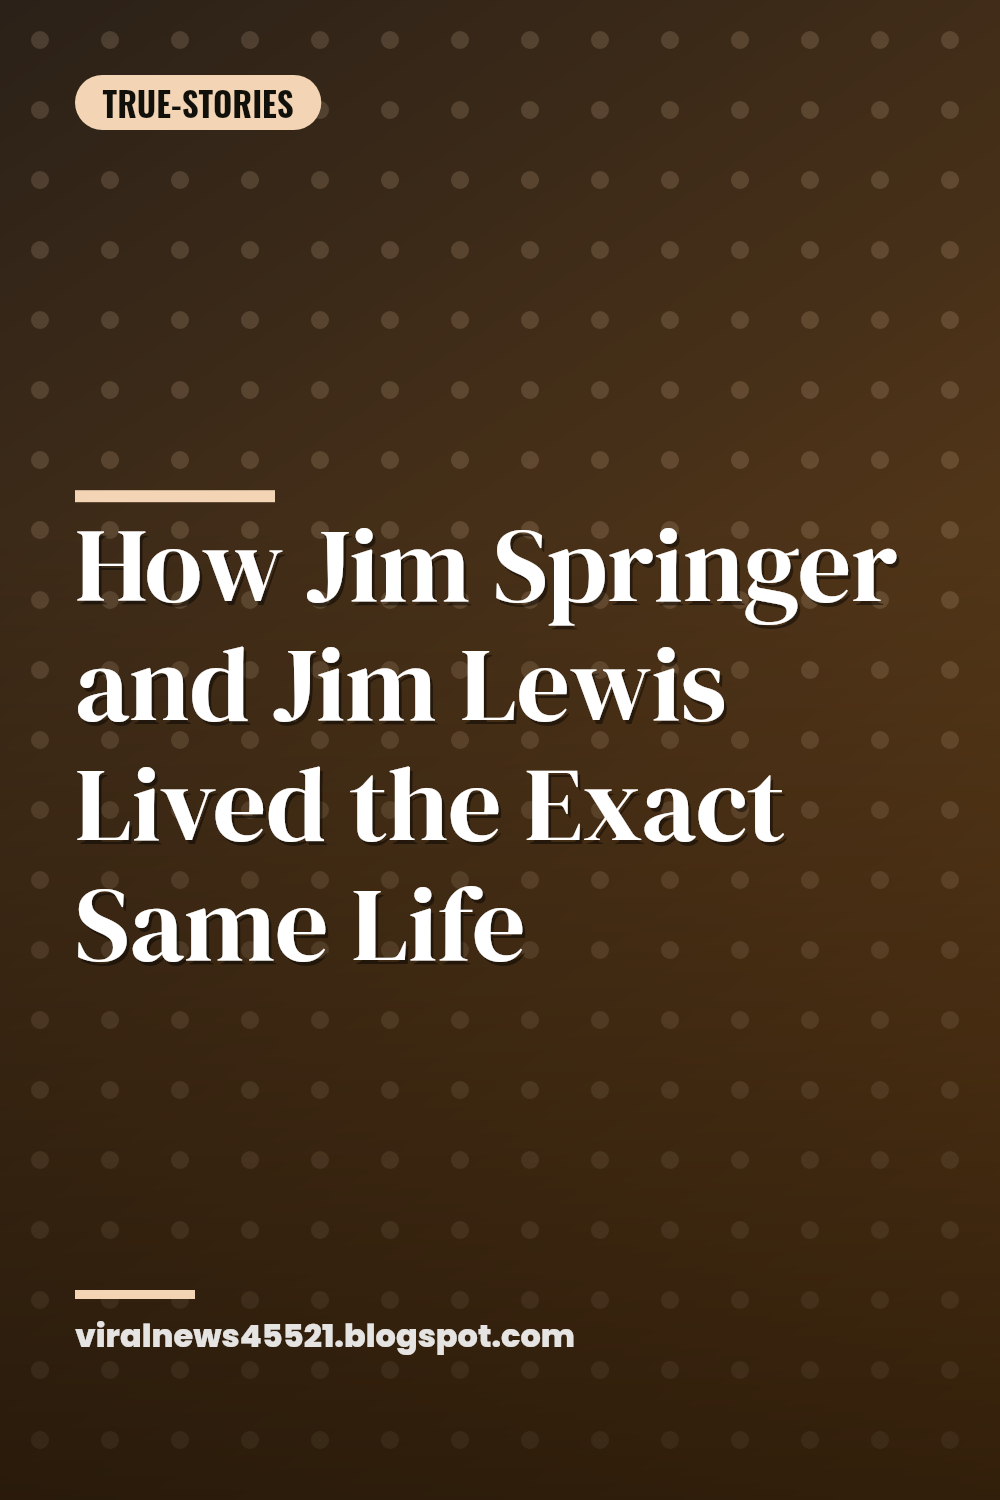 TRUE-STORIES
How Jim Springer
and Jim Lewis
Lived the Exact
Same Life
viralnews45521.blogspot.com